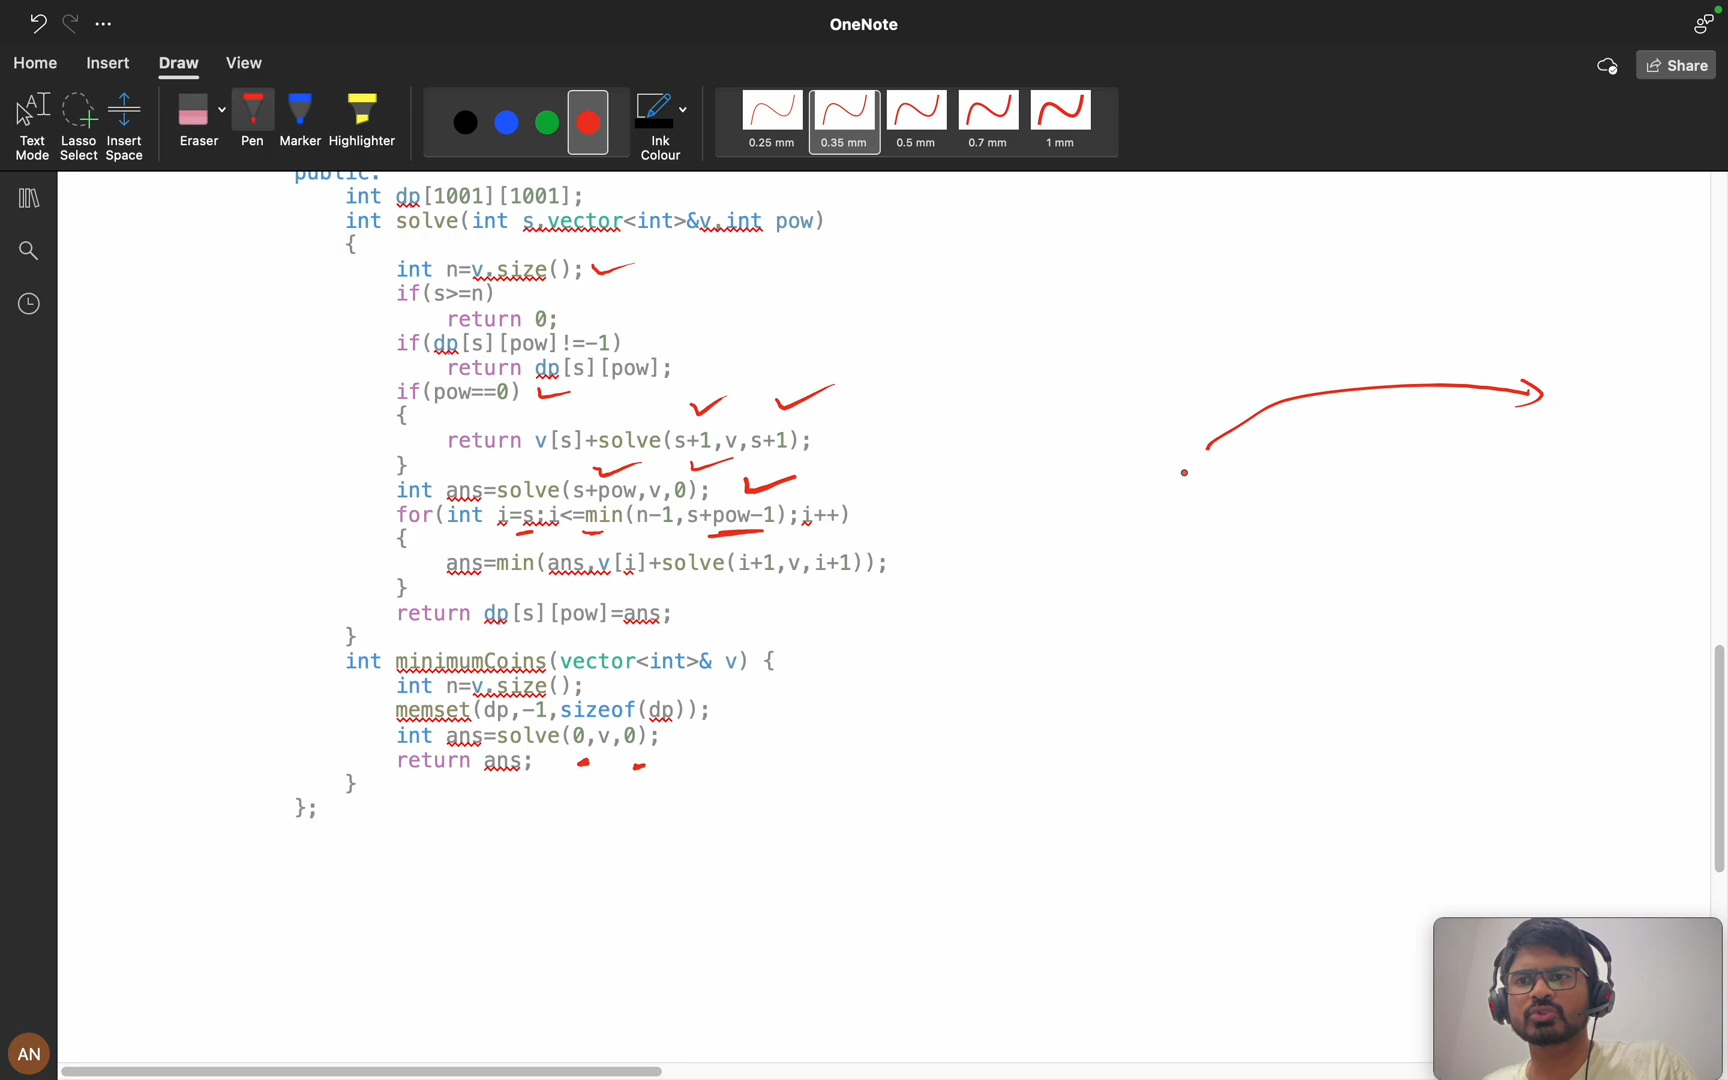 OneNote
Home Insert Draw View
Share
Text Mode
Lasso Select
Insert Space
Eraser
Pen
Marker
Highlighter
Ink Colour
0.25 mm
0.35 mm
0.5 mm
0.7 mm
1 mm
public:
int dp[1001][1001];
int solve(int s,vector<int>&v,int pow)
{
int n=v.size();
if(s>=n)
return 0;
if(dp[s][pow]!=-1)
return dp[s][pow];
if(pow==0)
{
return v[s]+solve(s+1,v,s+1);
}
int ans=solve(s+pow,v,0);
for(int i=s;i<=min(n-1,s+pow-1);i++)
{
ans=min(ans,v[i]+solve(i+1,v,i+1));
}
return dp[s][pow]=ans;
}
int minimumCoins(vector<int>& v) {
int n=v.size();
memset(dp,-1,sizeof(dp));
int ans=solve(0,v,0);
return ans;
}
};
AN